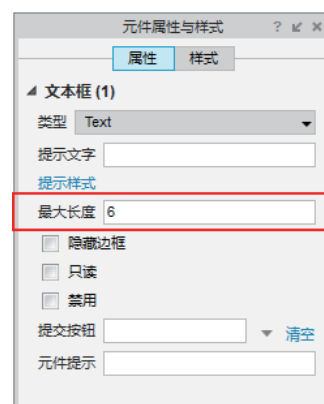 元件属性与样式 ?
属性 样式
文本框 (1)
类型 Text
提示文字
提示样式
最大长度 6
隐藏边框
只读
禁用
提交按钮 清空
元件提示